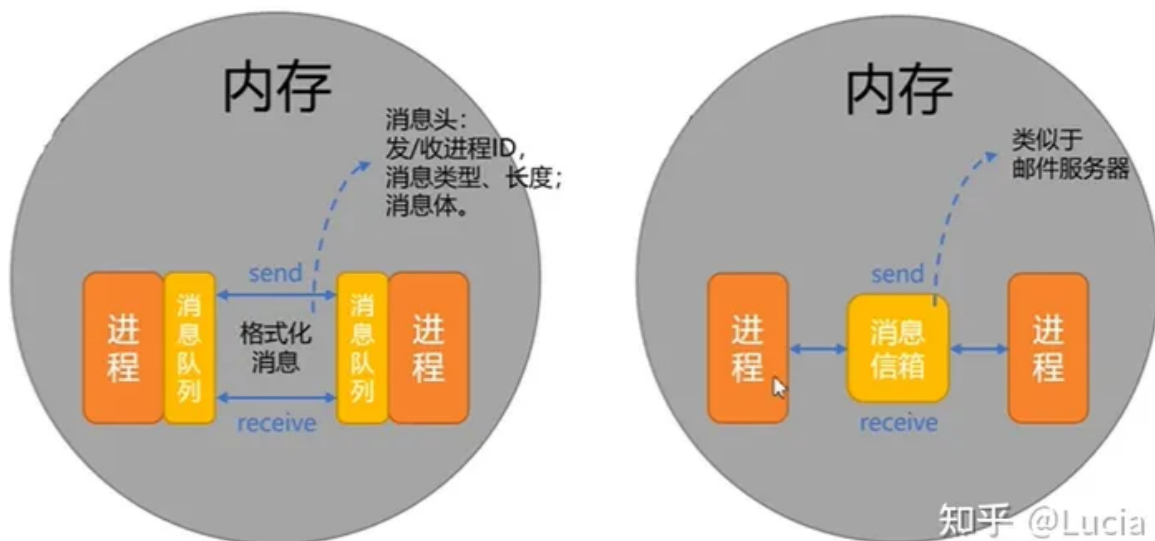 内存
消息头：
发/收进程ID，
消息类型、长度；
消息体。
send
进程
消息队列
格式化
消息
消息队列
进程
receive
内存
类似于
邮件服务器
send
进程
消息
信箱
进程
receive
知乎 @Lucia